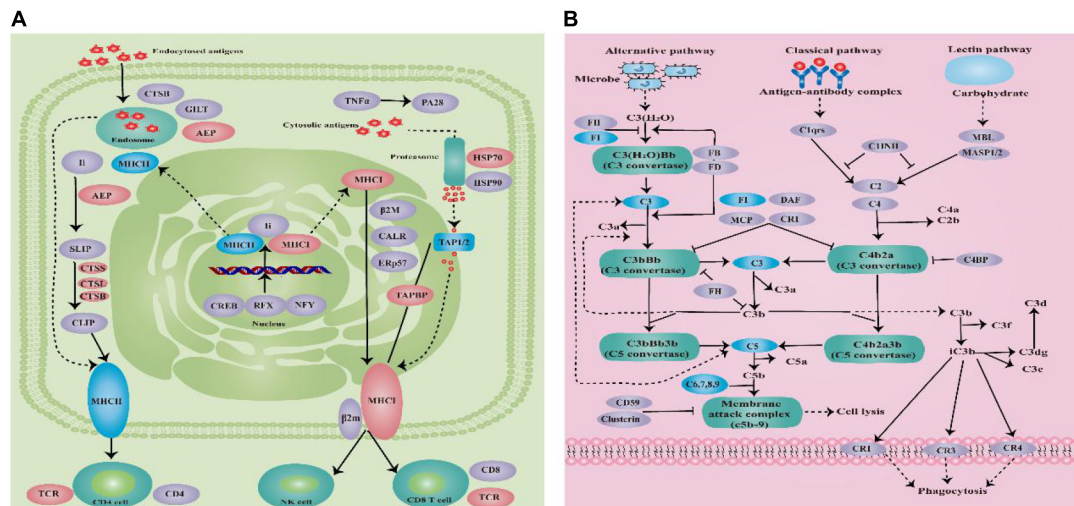 A
Endocytosed antigens
CTSB
GILT
AEP
Endosome
MHCII
Ii
AEP
SLIP
CTSS
CTSL
CTSB
CLIP
MHCII
TCR
CD4 cell
CD4
TNFα
PA28
Cytosolic antigens
Proteasome
HSP70
HSP90
MHCI
β2M
CALR
ERp57
TAP1/2
TAPBP
Ii
MHCII
MHCI
CREB
RFX
NFY
Nucleus
β2m
MHCI
NK cell
CD8 T cell
CD8
TCR
B
Alternative pathway
Classical pathway
Lectin pathway
Microbe
Antigen-antibody complex
Carbohydrate
FH
FI
C3(H₂O)
C3(H₂O)Bb
(C3 convertase)
FB
FD
C1qrs
C1INH
MBL
MASP1/2
C2
C4
C4a
C2b
C3
C3a
FI
DAF
MCP
CR1
C3bBb
(C3 convertase)
C3
C3a
C4b2a
(C3 convertase)
C4BP
FH
C3b
C3b
C3f
C3d
C3dg
C3c
iC3b
C3bBb3b
(C5 convertase)
C5
C5a
C5b
C4b2a3b
(C5 convertase)
C6,7,8,9
CD59
Clusterin
Membrane
attack complex
(c5b-9)
Cell lysis
CR1
CR3
CR4
Phagocytosis